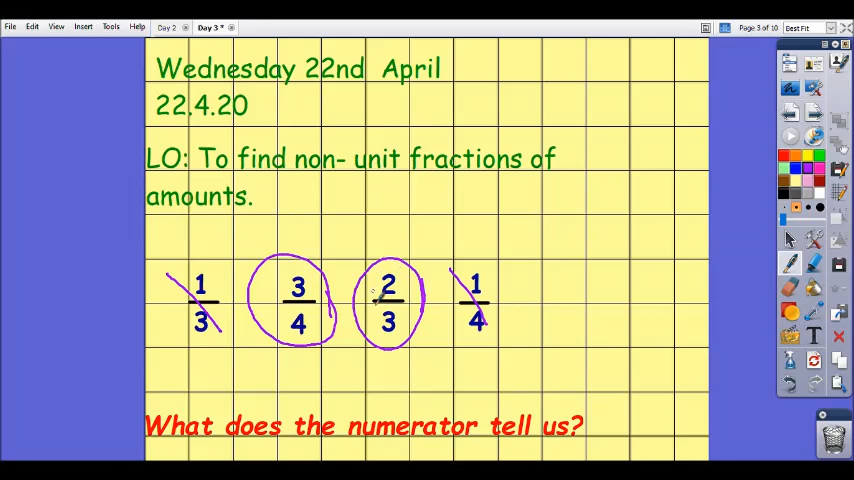 File Edit View Insert Tools Help Day 2 Day 3 * Page 3 of 10 Best Fit
Wednesday 22nd April
22.4.20
LO: To find non- unit fractions of
amounts.
1 3 2 1
3 4 3 4
What does the numerator tell us?
T